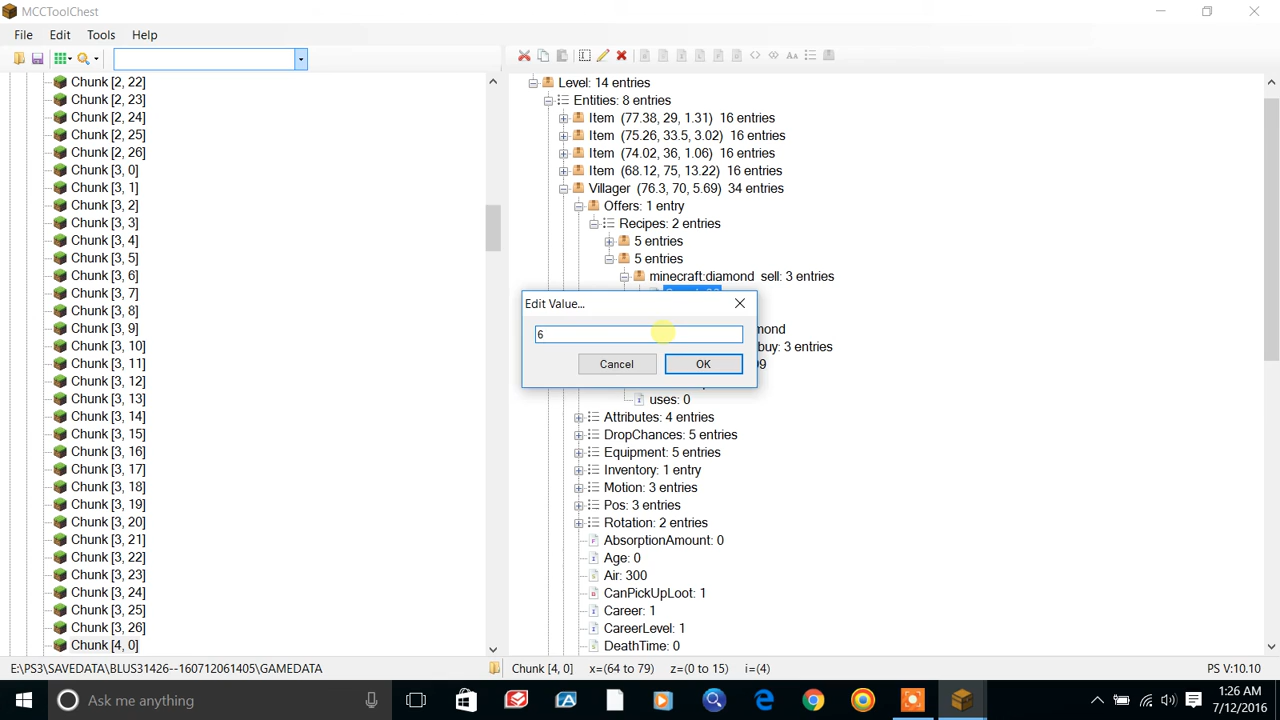 MCCToolChest
File Edit Tools Help
Chunk [2, 22]
Chunk [2, 23]
Chunk [2, 24]
Chunk [2, 25]
Chunk [2, 26]
Chunk [3, 0]
Chunk [3, 1]
Chunk [3, 2]
Chunk [3, 3]
Chunk [3, 4]
Chunk [3, 5]
Chunk [3, 6]
Chunk [3, 7]
Chunk [3, 8]
Chunk [3, 9]
Chunk [3, 10]
Chunk [3, 11]
Chunk [3, 12]
Chunk [3, 13]
Chunk [3, 14]
Chunk [3, 15]
Chunk [3, 16]
Chunk [3, 17]
Chunk [3, 18]
Chunk [3, 19]
Chunk [3, 20]
Chunk [3, 21]
Chunk [3, 22]
Chunk [3, 23]
Chunk [3, 24]
Chunk [3, 25]
Chunk [3, 26]
Chunk [4, 0]
Level: 14 entries
Entities: 8 entries
Item (77.38, 29, 1.31) 16 entries
Item (75.26, 33.5, 3.02) 16 entries
Item (74.02, 36, 1.06) 16 entries
Item (68.12, 75, 13.22) 16 entries
Villager (76.3, 70, 5.69) 34 entries
Offers: 1 entry
Recipes: 2 entries
5 entries
5 entries
minecraft:diamond sell: 3 entries
Edit Value...
6
Cancel OK
mond
buy: 3 entries
99
uses: 0
Attributes: 4 entries
DropChances: 5 entries
Equipment: 5 entries
Inventory: 1 entry
Motion: 3 entries
Pos: 3 entries
Rotation: 2 entries
AbsorptionAmount: 0
Age: 0
Air: 300
CanPickUpLoot: 1
Career: 1
CareerLevel: 1
DeathTime: 0
E:\PS3\SAVEDATA\BLUS31426--160712061405\GAMEDATA
Chunk [4, 0] x=(64 to 79) z=(0 to 15) i=(4)
PS V:10.10
Ask me anything
1:26 AM
7/12/2016